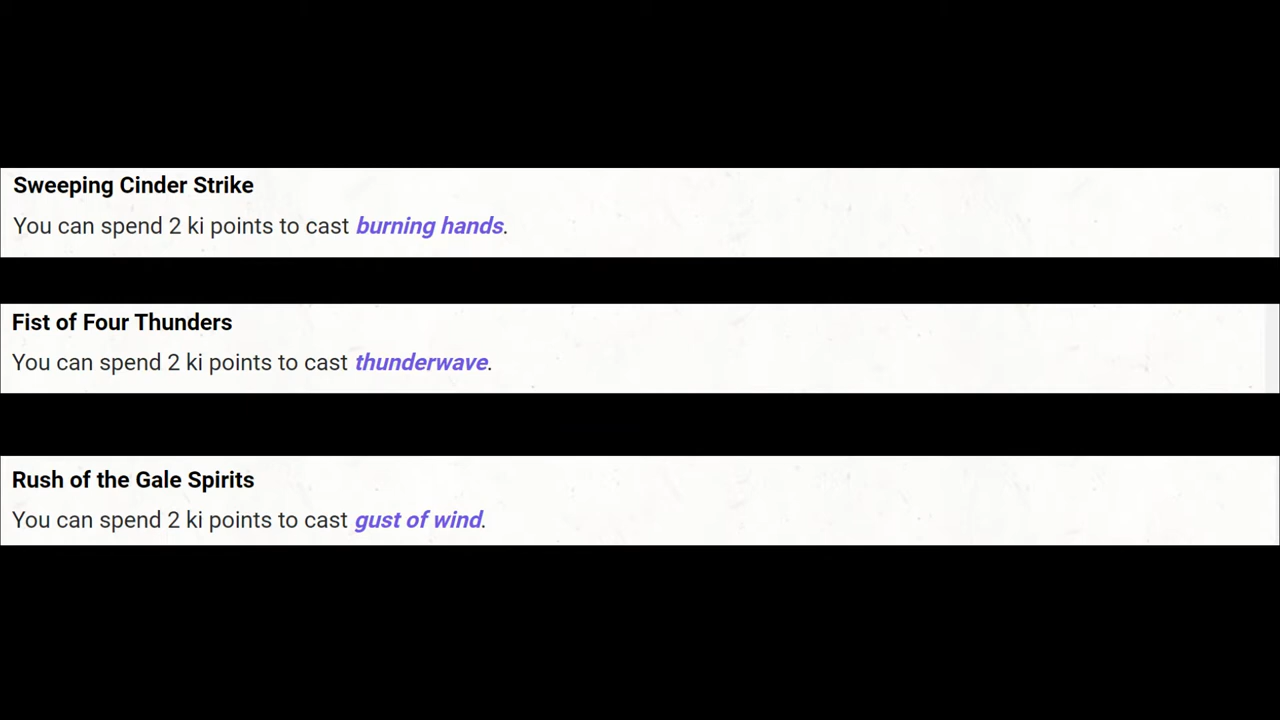 Sweeping Cinder Strike
You can spend 2 ki points to cast burning hands.
Fist of Four Thunders
You can spend 2 ki points to cast thunderwave.
Rush of the Gale Spirits
You can spend 2 ki points to cast gust of wind.